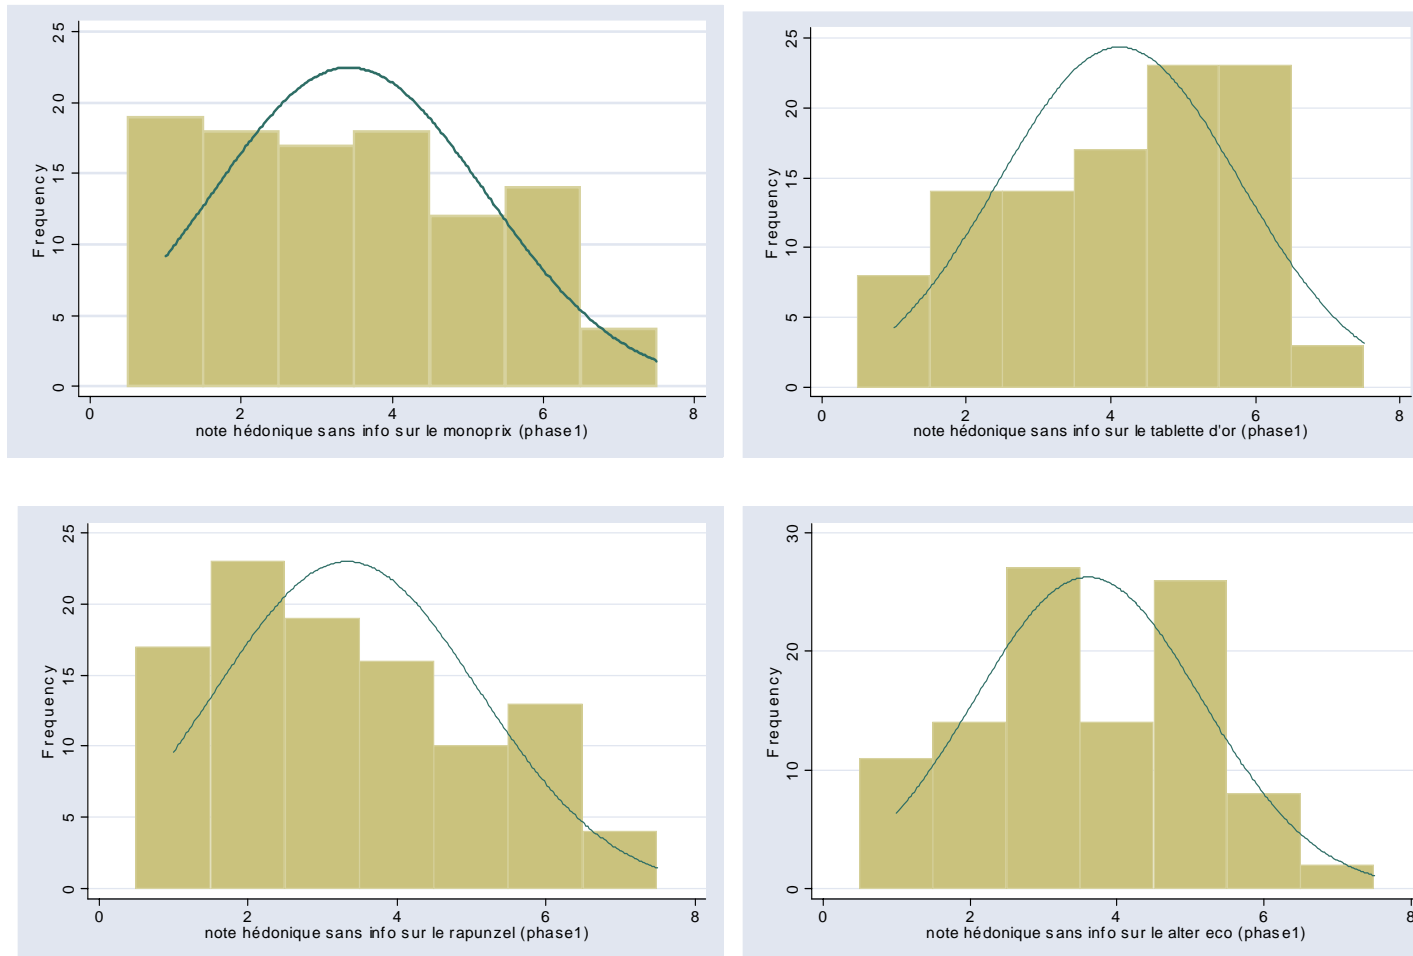 25
20
15
10
5
0
Frequency
0 2 4 6 8
note hédonique sans info sur le monoprix (phase1)
25
20
15
10
5
0
Frequency
0 2 4 6 8
note hédonique sans info sur le tablette d'or (phase1)
25
20
15
10
5
0
Frequency
0 2 4 6 8
note hédonique sans info sur le rapunzel (phase1)
30
20
10
0
Frequency
0 2 4 6 8
note hédonique sans info sur le alter eco (phase1)